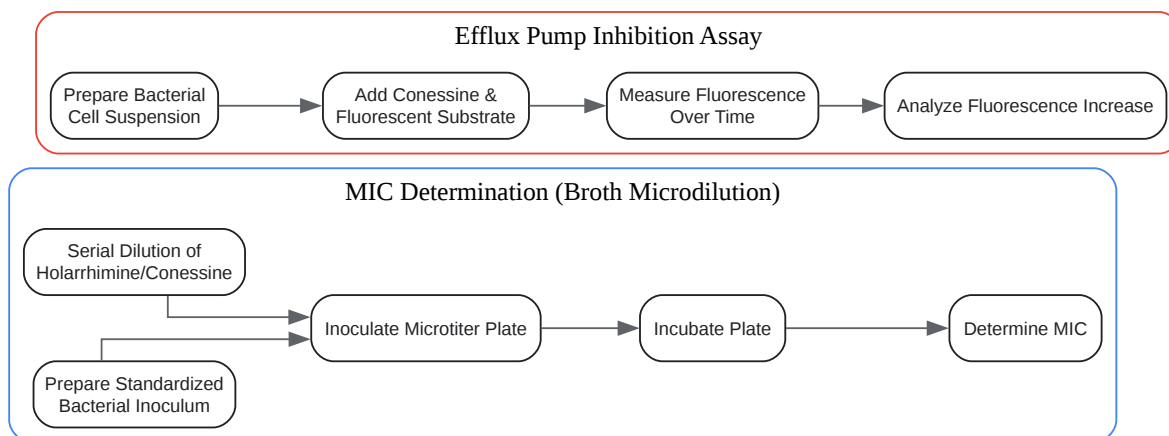 Efflux Pump Inhibition Assay
Prepare Bacterial
Cell Suspension
Add Conessine &
Fluorescent Substrate
Measure Fluorescence
Over Time
Analyze Fluorescence Increase
MIC Determination (Broth Microdilution)
Serial Dilution of
Holarrhimine/Conessine
Prepare Standardized
Bacterial Inoculum
Inoculate Microtiter Plate
Incubate Plate
Determine MIC